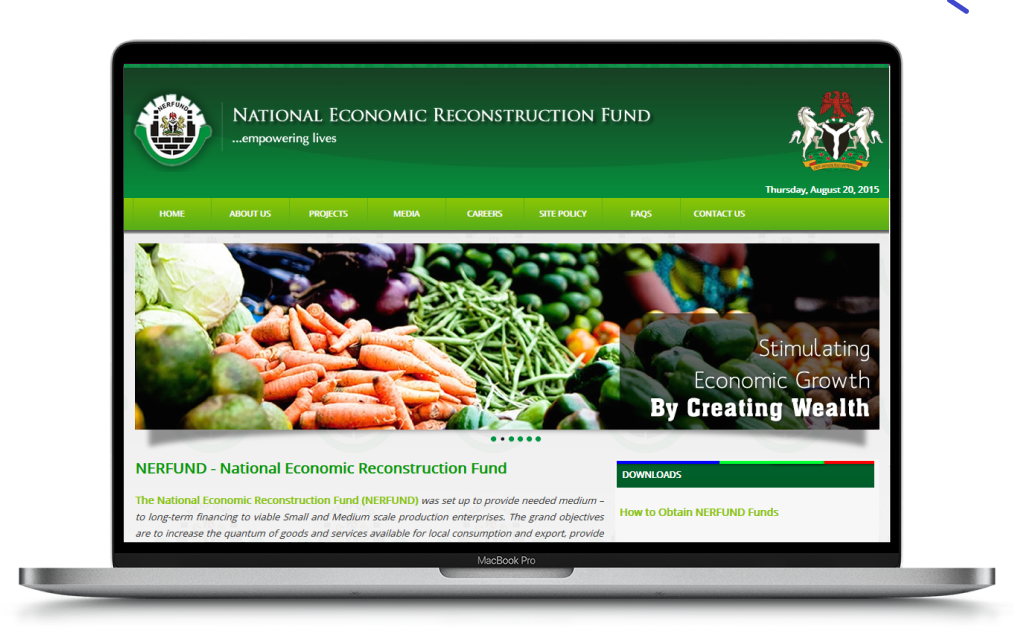 NERFUND
NATIONAL ECONOMIC RECONSTRUCTION FUND
...empowering lives
Thursday, August 20, 2015
HOME
ABOUT US
PROJECTS
MEDIA
CAREERS
SITE POLICY
FAQS
CONTACT US
Stimulating
Economic Growth
By Creating Wealth
NERFUND - National Economic Reconstruction Fund
The National Economic Reconstruction Fund (NERFUND) was set up to provide needed medium –
to long-term financing to viable Small and Medium scale production enterprises. The grand objectives
are to increase the quantum of goods and services available for local consumption and export, provide
DOWNLOADS
How to Obtain NERFUND Funds
MacBook Pro